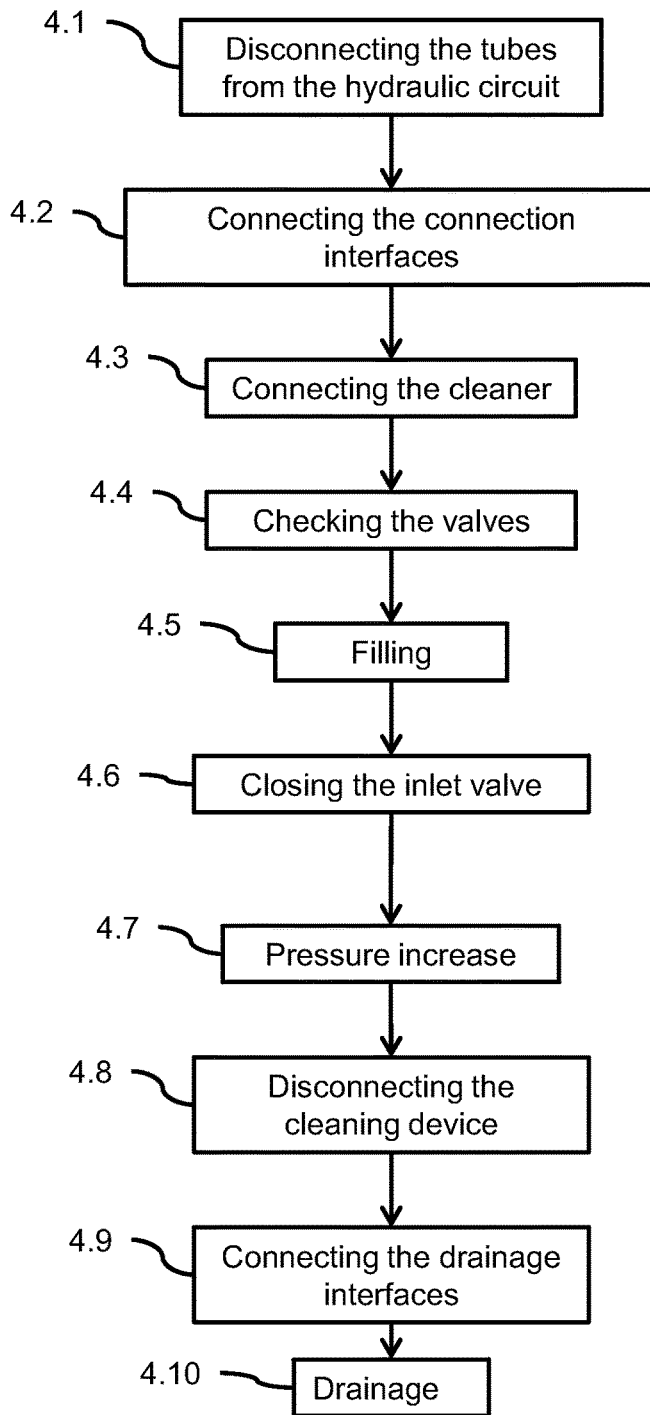 4.1
Disconnecting the tubes
from the hydraulic circuit
4.2
Connecting the connection
interfaces
4.3
Connecting the cleaner
4.4
Checking the valves
4.5
Filling
4.6
Closing the inlet valve
4.7
Pressure increase
4.8
Disconnecting the
cleaning device
4.9
Connecting the drainage
interfaces
4.10
Drainage